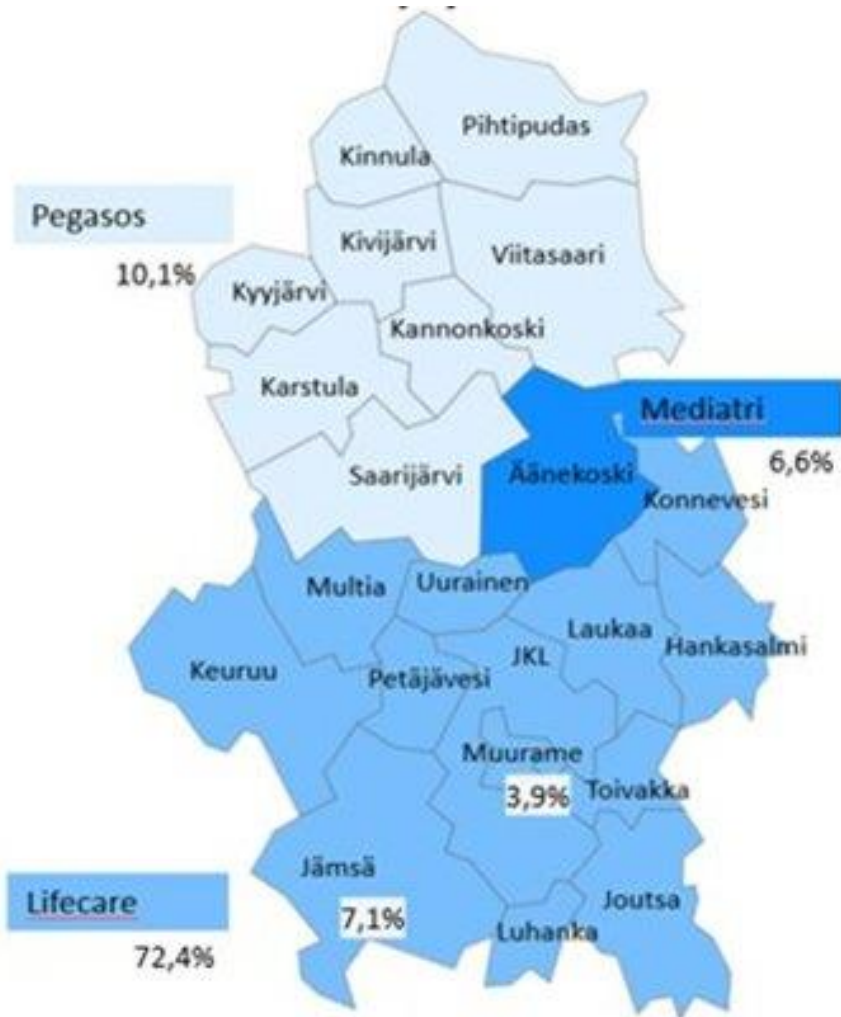 Pihtipudas
Kinnula
Pegasos
Kivijärvi
Viitasaari
10,1%
Kyyjärvi
Kannonkoski
Karstula
Mediatri
6,6%
Saarijärvi
Äänekoski
Konnevesi
Multia
Uurainen
Laukaa
Hankasalmi
Keuruu
Petäjävesi
JKL
Muurame
3,9%
Toivakka
Jämsä
7,1%
Joutsa
Lifecare
Luhanka
72,4%